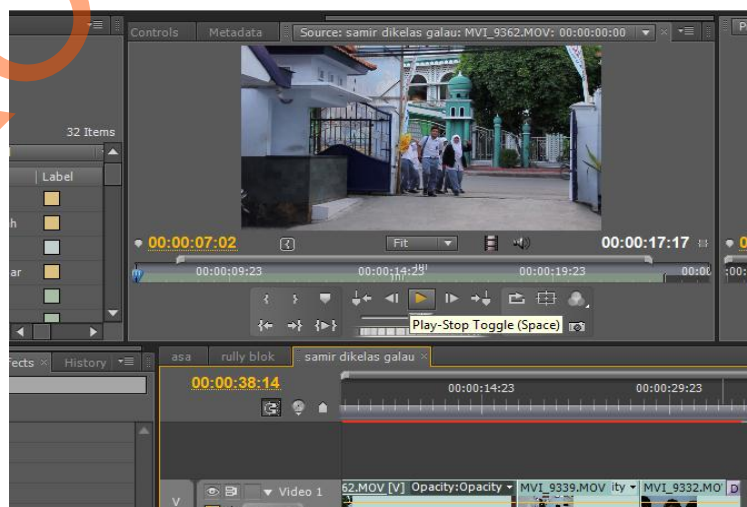 Controls Metadata Source: samir dikelas galau: MVI_9362.MOV: 00:00:00:00
32 Items
Label
00:00:07:02 Fit 00:00:17:17
00:00:09:23 00:00:14:23 00:00:19:23
Play-Stop Toggle (Space)
History
asa rully blok samir dikelas galau
00:00:38:14
00:00:14:23 00:00:29:23
Video 1
62.MOV [V] Opacity:Opacity MVI_9339.MOV ity MVI_9332.MO D
V